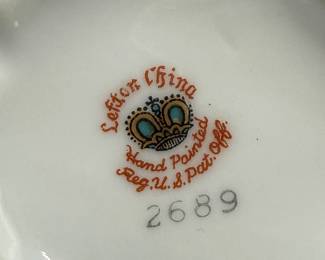 Lefton China
Hand Painted
Reg. U. S. Pat. Off.
2689